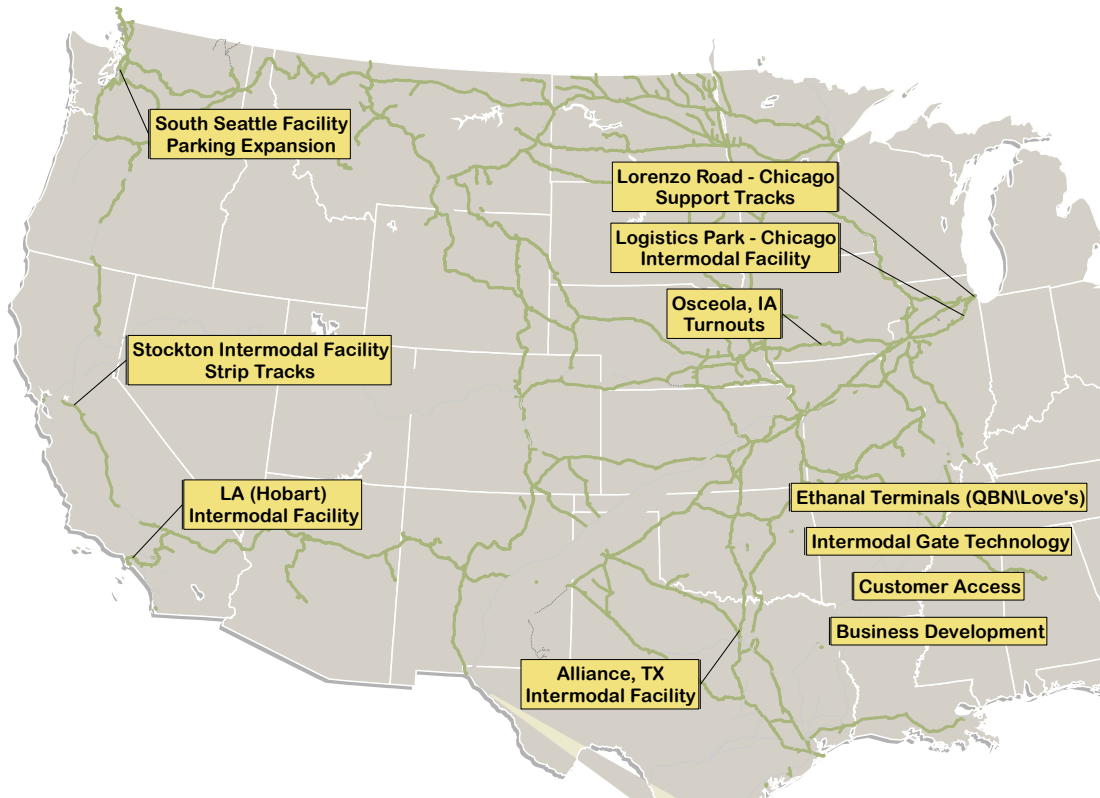 South Seattle Facility
Parking Expansion
Lorenzo Road - Chicago
Support Tracks
Logistics Park - Chicago
Intermodal Facility
Osceola, IA
Turnouts
Stockton Intermodal Facility
Strip Tracks
LA (Hobart)
Intermodal Facility
Ethanal Terminals (QBN\Love's)
Intermodal Gate Technology
Customer Access
Business Development
Alliance, TX
Intermodal Facility